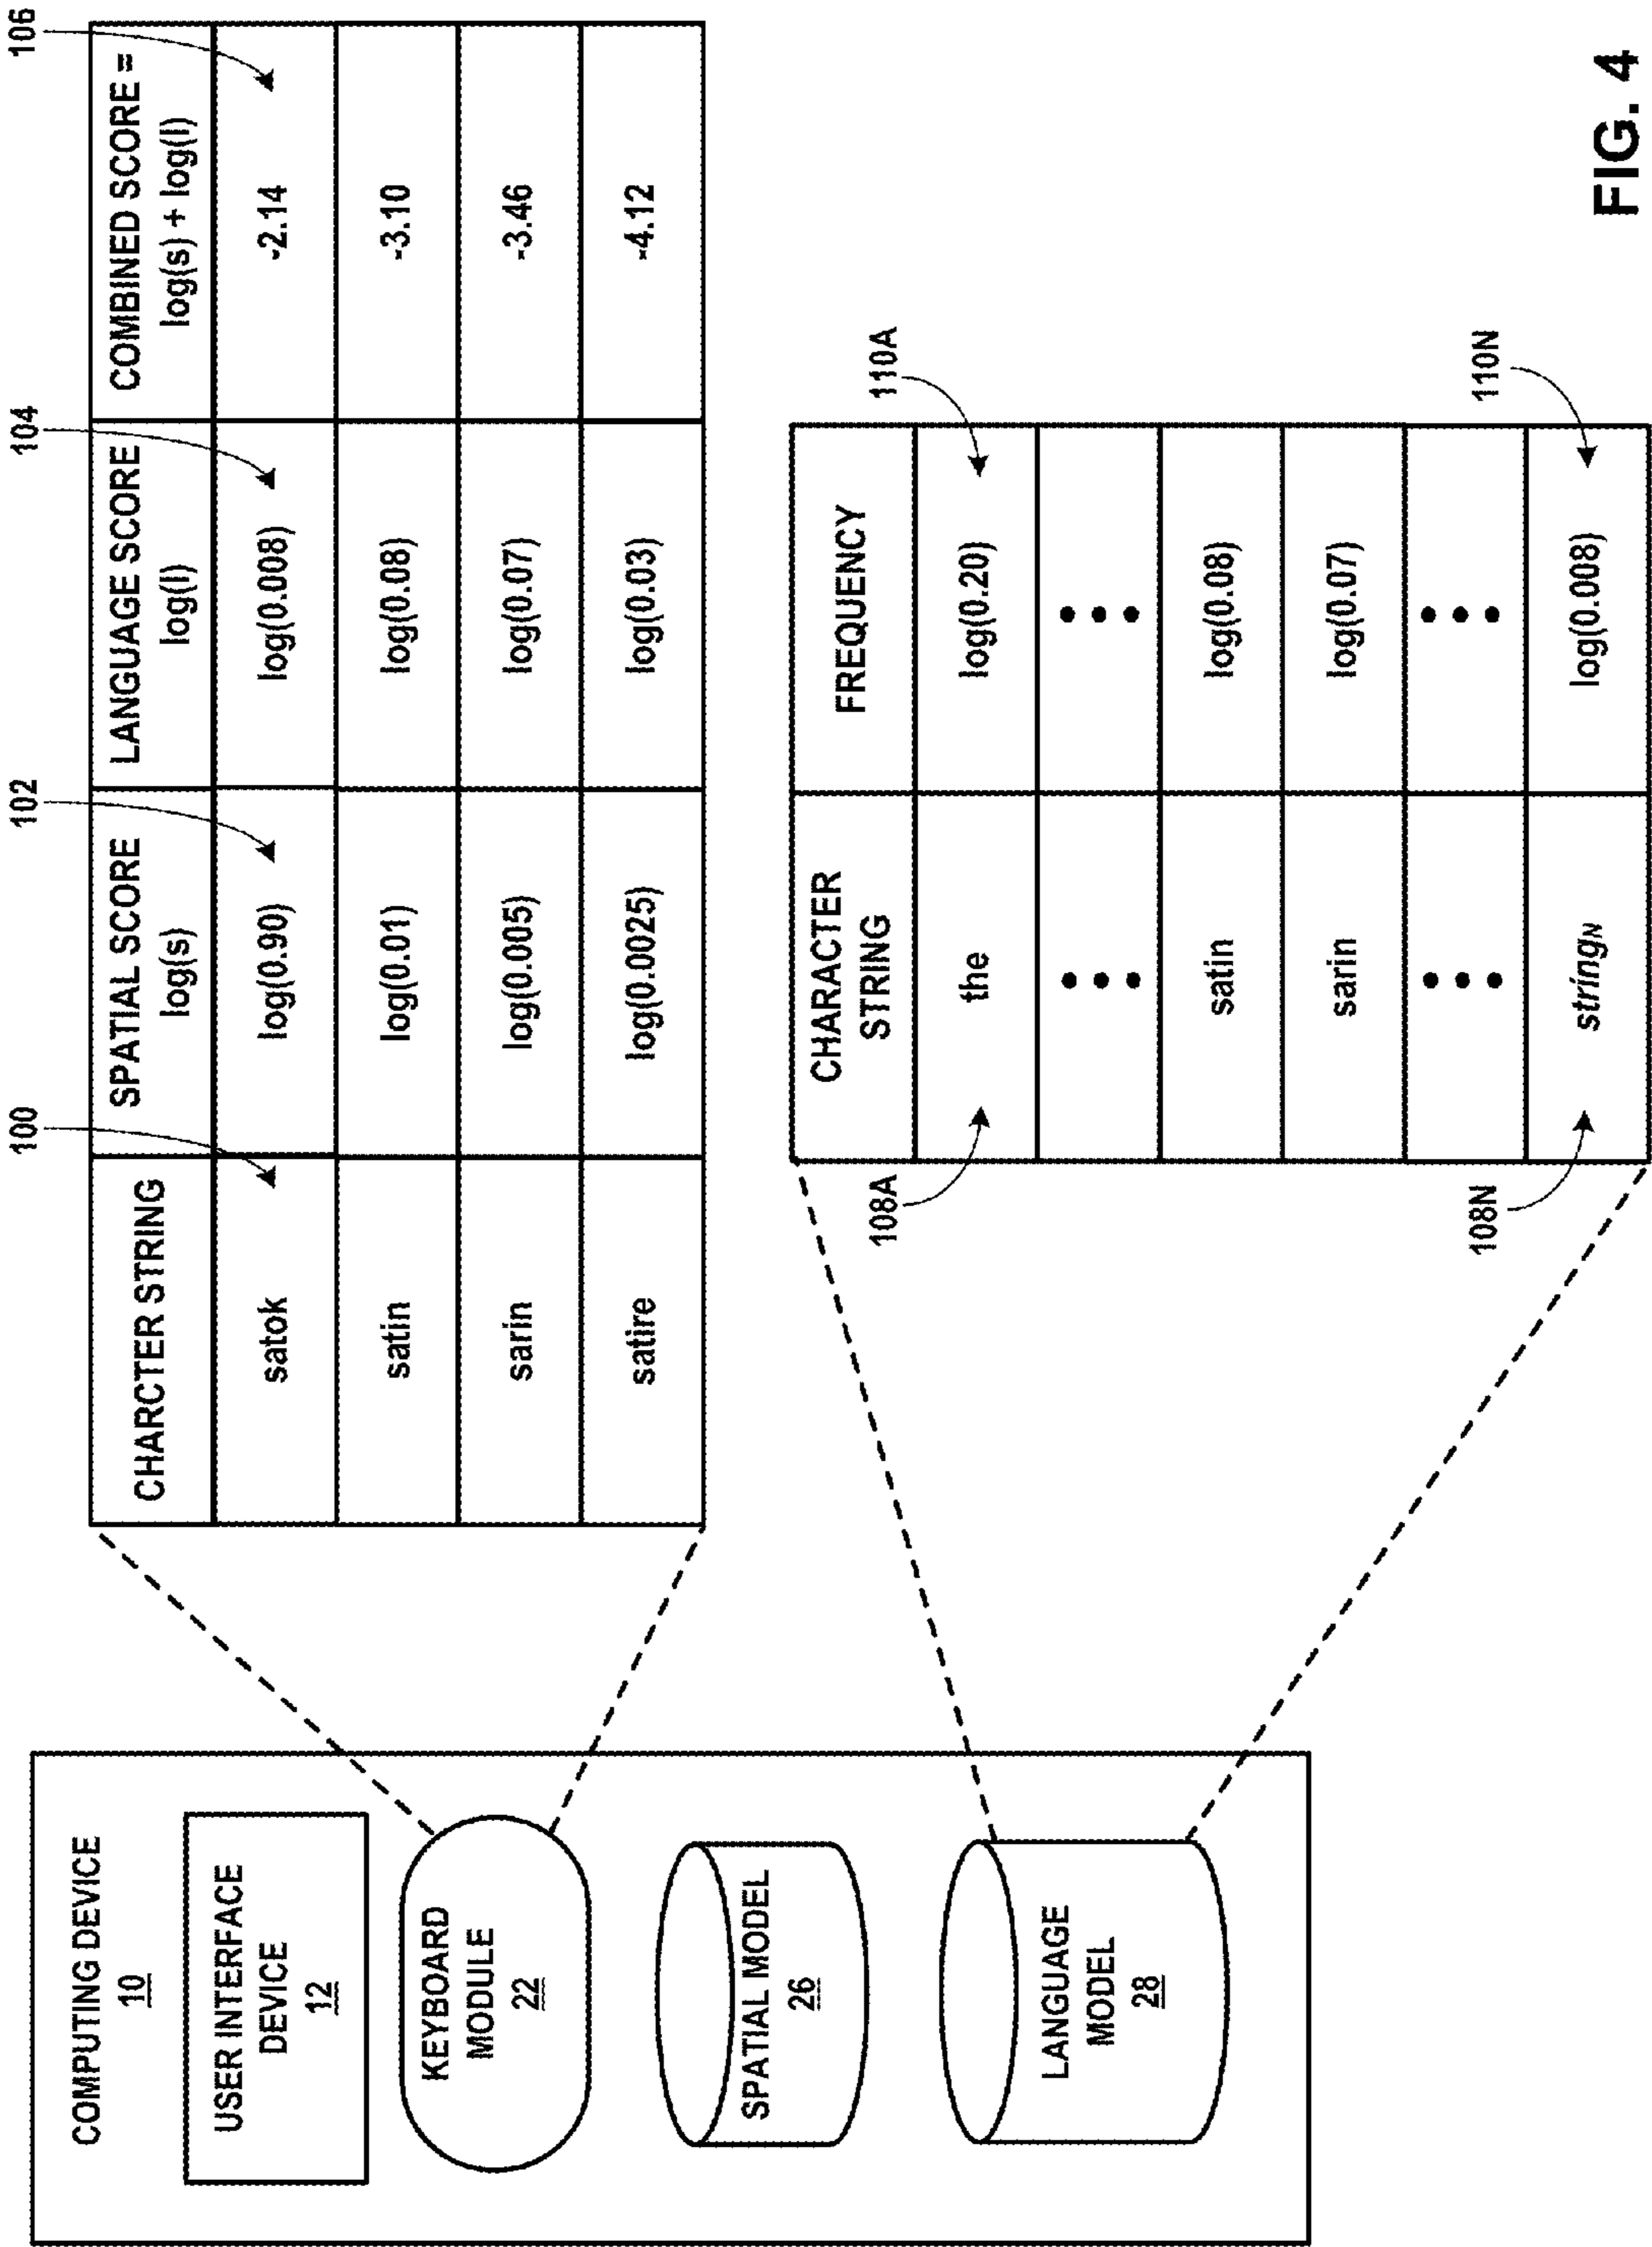 COMPUTING DEVICE
10
USER INTERFACE
DEVICE
12
KEYBOARD
MODULE
22
SPATIAL MODEL
26
LANGUAGE
MODEL
28
100
102
104
106
CHARCTER STRING
SPATIAL SCORE
log(s)
LANGUAGE SCORE
log(l)
COMBINED SCORE =
log(s) + log(l)
satok
log(0.90)
log(0.008)
-2.14
satin
log(0.01)
log(0.08)
-3.10
sarin
log(0.005)
log(0.07)
-3.46
satire
log(0.0025)
log(0.03)
-4.12
CHARACTER
STRING
FREQUENCY
108A
the
log(0.20)
110A
satin
log(0.08)
sarin
log(0.07)
108N
stringN
log(0.008)
110N
FIG. 4